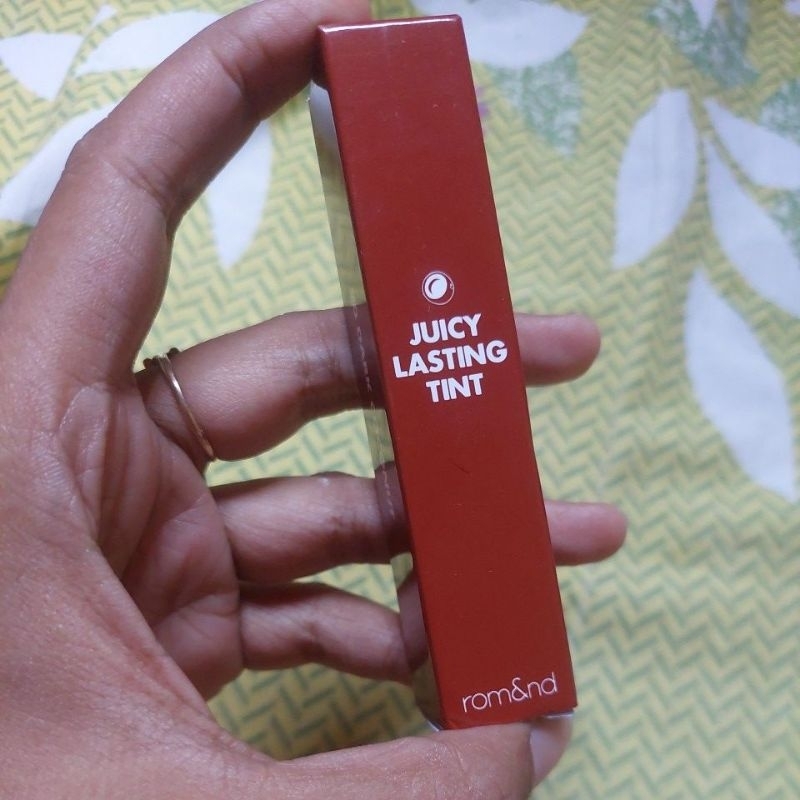 JUICY
LASTING
TINT
rom&nd